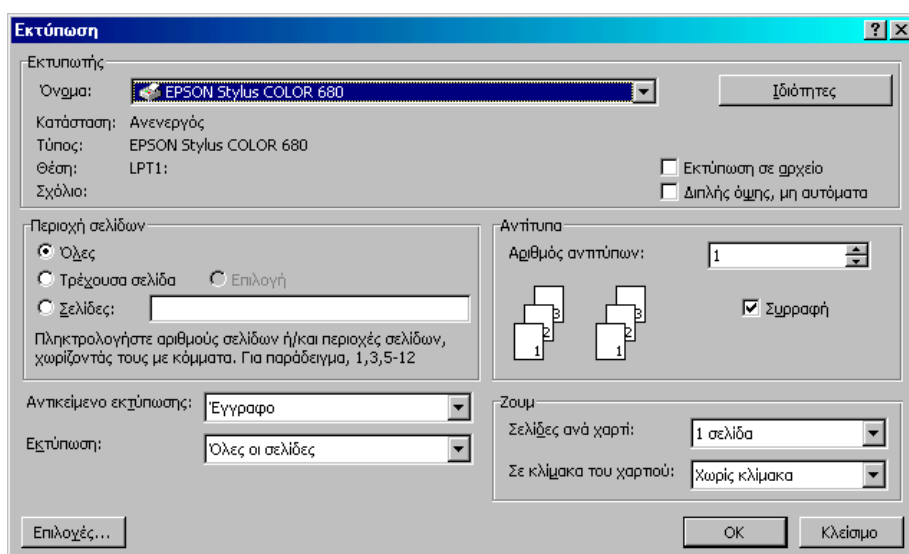 Εκτύπωση
Εκτυπωτής
Όνομα: EPSON Stylus COLOR 680 Ιδιότητες
Κατάσταση: Ανενεργός
Τύπος: EPSON Stylus COLOR 680
Θέση: LPT1: Εκτύπωση σε αρχείο
Σχόλιο: Διπλής όψης, μη αυτόματα
Περιοχή σελίδων
Όλες
Τρέχουσα σελίδα Επιλογή
Σελίδες:
Πληκτρολογήστε αριθμούς σελίδων ή/και περιοχές σελίδων,
χωρίζοντάς τους με κόμματα. Για παράδειγμα, 1,3,5-12
Αντίτυπα
Αριθμός αντιτύπων: 1
3 3
2 2
1 1
Συρραφή
Αντικείμενο εκτύπωσης: Έγγραφο
Εκτύπωση: Όλες οι σελίδες
Ζουμ
Σελίδες ανά χαρτί: 1 σελίδα
Σε κλίμακα του χαρτιού: Χωρίς κλίμακα
Επιλογές... OK Κλείσιμο